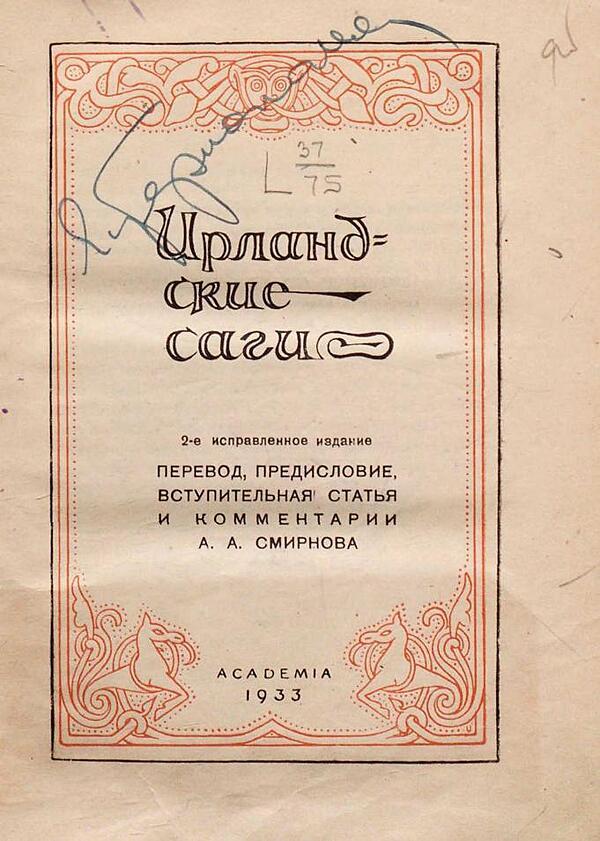 L 37
75
Ирланд=
ские
саги
2-е исправленное издание
ПЕРЕВОД, ПРЕДИСЛОВИЕ,
ВСТУПИТЕЛЬНАЯ СТАТЬЯ
И КОММЕНТАРИИ
А. А. СМИРНОВА
ACADEMIA
1933